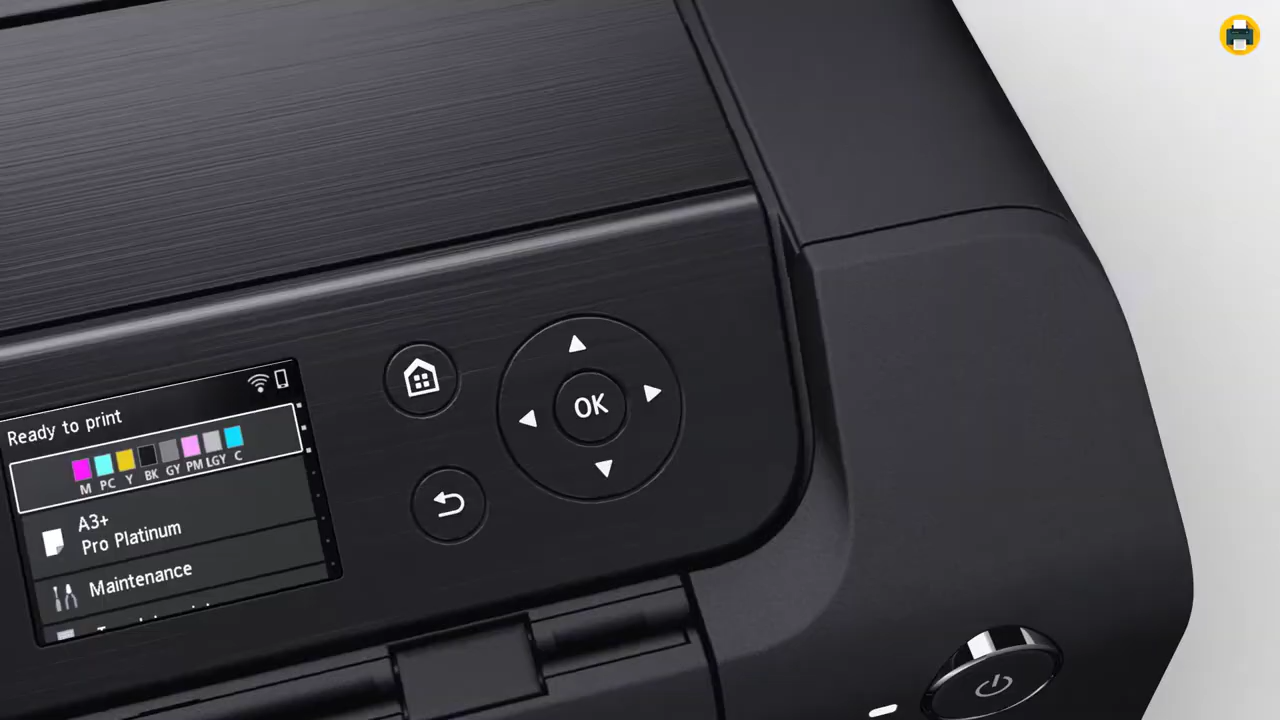 Ready to print
M PC Y BK GY PM LGY C
A3+
Pro Platinum
Maintenance
OK